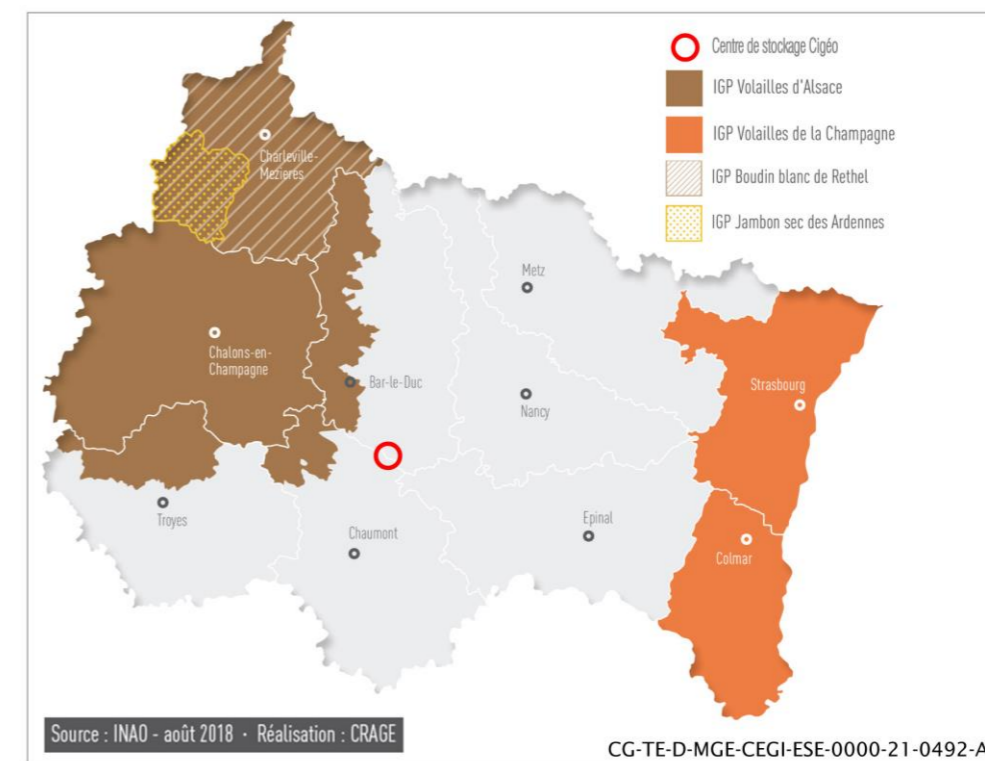 Centre de stockage Cigéo
IGP Volailles d'Alsace
IGP Volailles de la Champagne
IGP Boudin blanc de Rethel
IGP Jambon sec des Ardennes
Charleville-
Mezieres
Metz
Chalons-en-
Champagne
Bar-le-Duc
Nancy
Strasbourg
Troyes
Chaumont
Epinal
Colmar
Source : INAO - août 2018 · Réalisation : CRAGE
CG-TE-D-MGE-CEGI-ESE-0000-21-0492-A